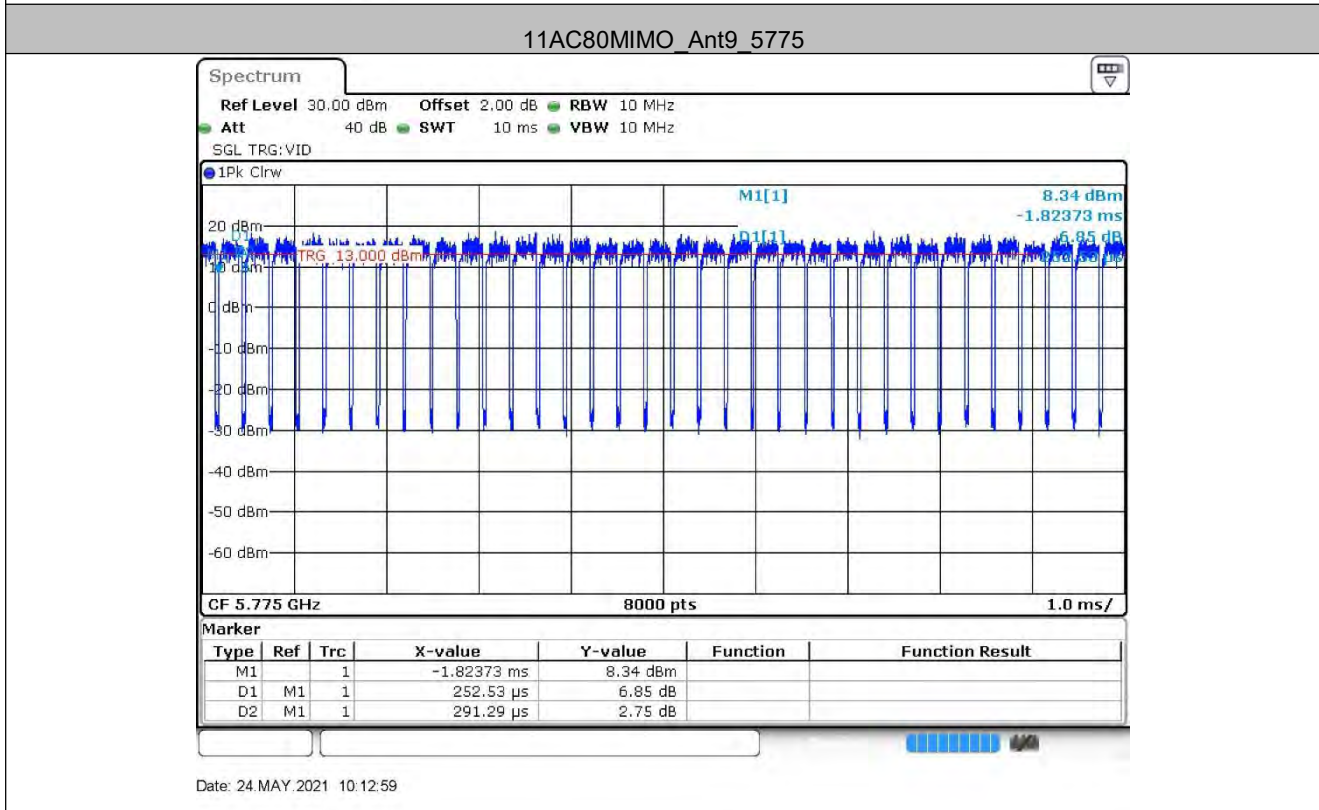 11AC80MIMO_Ant9_5775
Spectrum
Ref Level 30.00 dBm Offset 2.00 dB RBW 10 MHz
Att 40 dB SWT 10 ms VBW 10 MHz
SGL TRG:VID
1Pk Clrw
M1[1] 8.34 dBm
-1.82373 ms
20 dBm
D1 D1[1] 6.85 dB
TRG 13.000 dBm
10 dBm
0 dBm
-10 dBm
-20 dBm
-30 dBm
-40 dBm
-50 dBm
-60 dBm
CF 5.775 GHz 8000 pts 1.0 ms/
Marker
Type Ref Trc X-value Y-value Function Function Result
M1 1 -1.82373 ms 8.34 dBm
D1 M1 1 252.53 µs 6.85 dB
D2 M1 1 291.29 µs 2.75 dB
Date: 24.MAY.2021 10:12:59